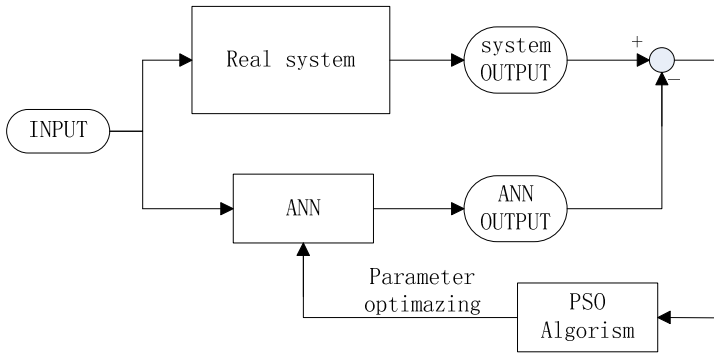 Real system
system
OUTPUT
+
−
INPUT
ANN
ANN
OUTPUT
Parameter
optimazing
PSO
Algorism